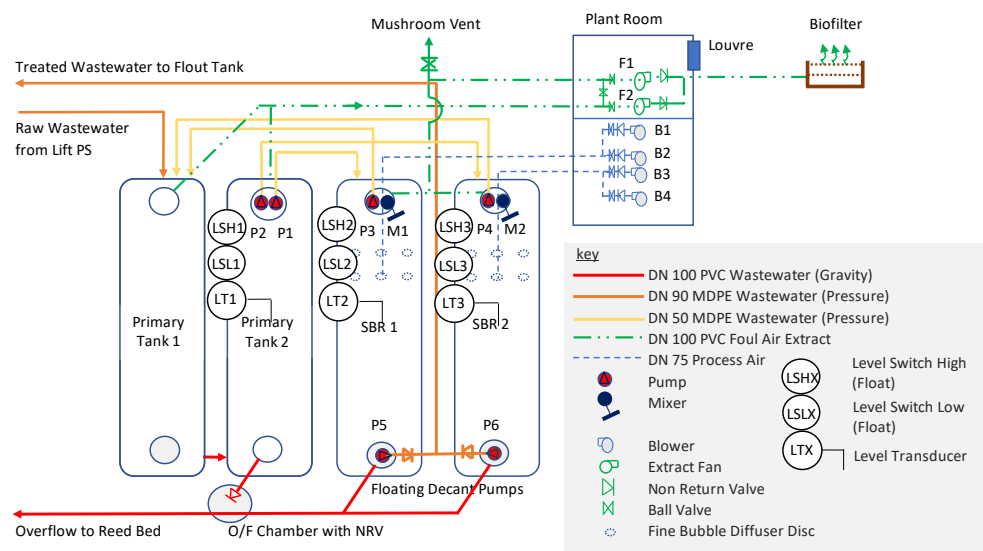 Mushroom Vent
Plant Room
Biofilter
Louvre
Treated Wastewater to Flout Tank
F1
F2
Raw Wastewater
from Lift PS
B1
B2
B3
B4
LSH1
P2
P1
LSH2
P3
M1
LSH3
P4
M2
LSL1
LSL2
LSL3
LT1
LT2
LT3
Primary
Tank 1
Primary
Tank 2
SBR 1
SBR 2
P5
P6
Floating Decant Pumps
Overflow to Reed Bed
O/F Chamber with NRV
key
DN 100 PVC Wastewater (Gravity)
DN 90 MDPE Wastewater (Pressure)
DN 50 MDPE Wastewater (Pressure)
DN 100 PVC Foul Air Extract
DN 75 Process Air
Pump
Mixer
Blower
Extract Fan
Non Return Valve
Ball Valve
Fine Bubble Diffuser Disc
LSHX
Level Switch High
(Float)
LSLX
Level Switch Low
(Float)
LTX
Level Transducer